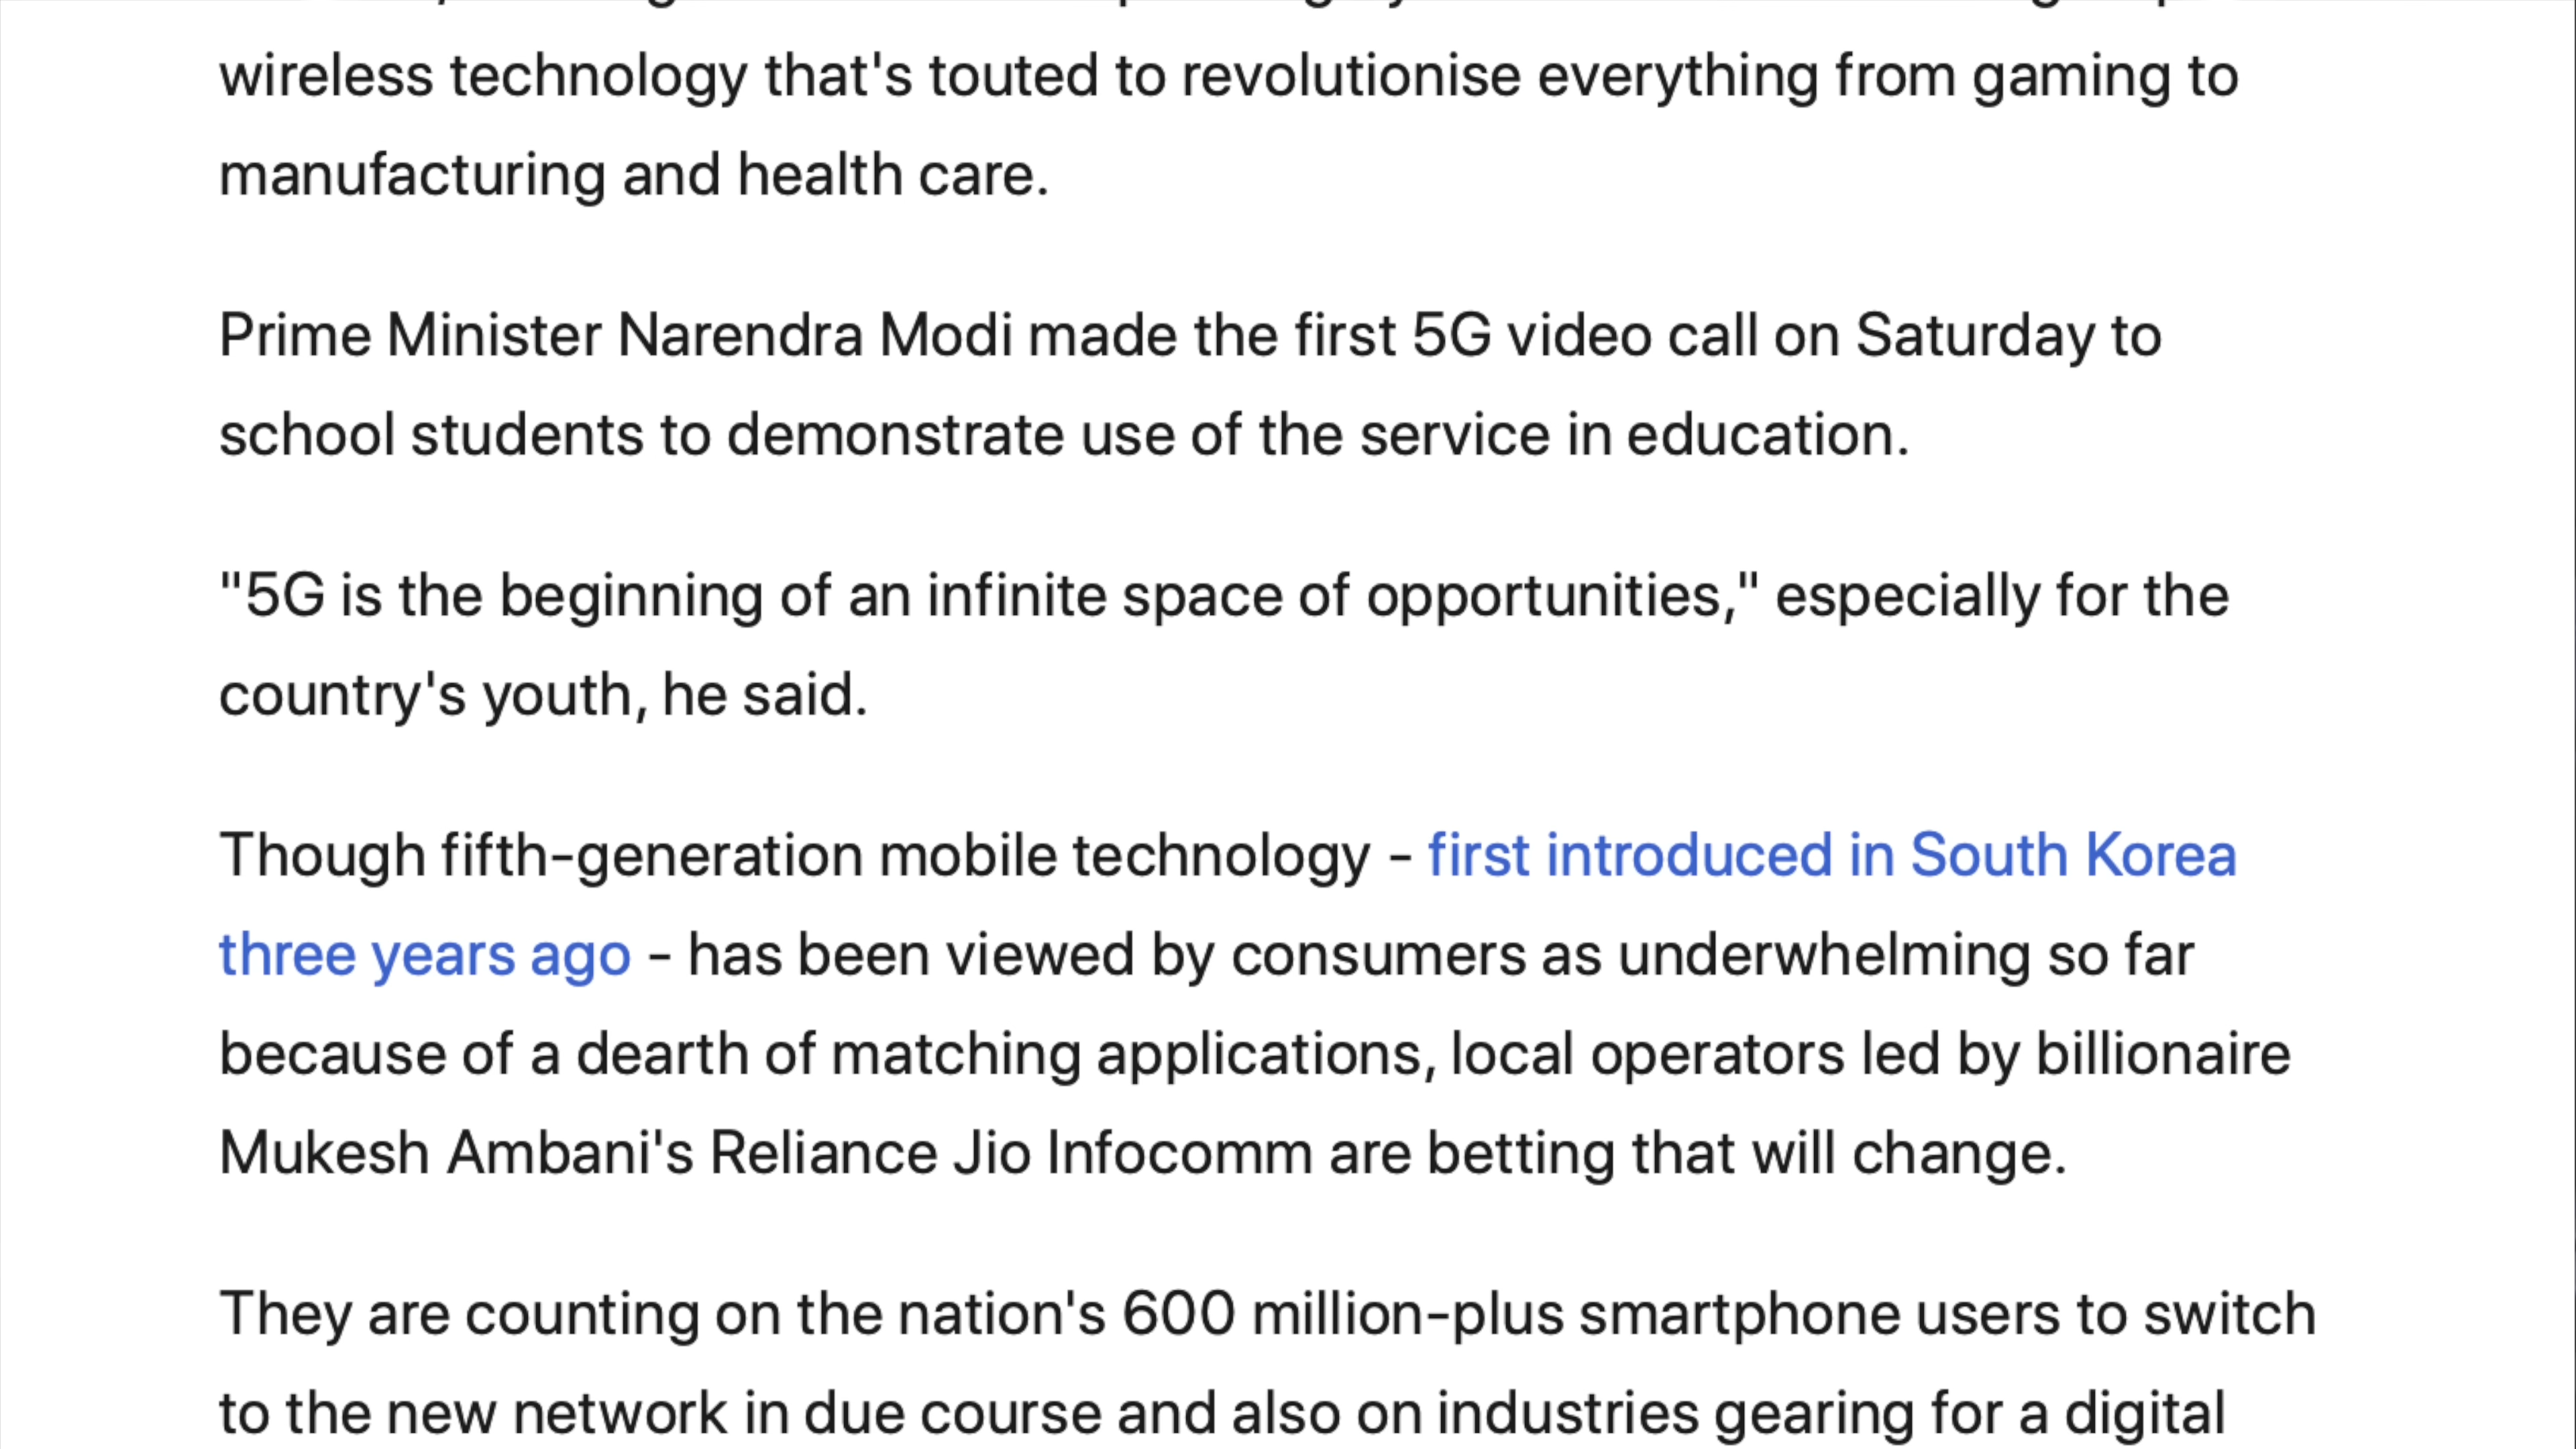 wireless technology that's touted to revolutionise everything from gaming to
manufacturing and health care.
Prime Minister Narendra Modi made the first 5G video call on Saturday to
school students to demonstrate use of the service in education.
"5G is the beginning of an infinite space of opportunities," especially for the
country's youth, he said.
Though fifth-generation mobile technology - first introduced in South Korea
three years ago - has been viewed by consumers as underwhelming so far
because of a dearth of matching applications, local operators led by billionaire
Mukesh Ambani's Reliance Jio Infocomm are betting that will change.
They are counting on the nation's 600 million-plus smartphone users to switch
to the new network in due course and also on industries gearing for a digital